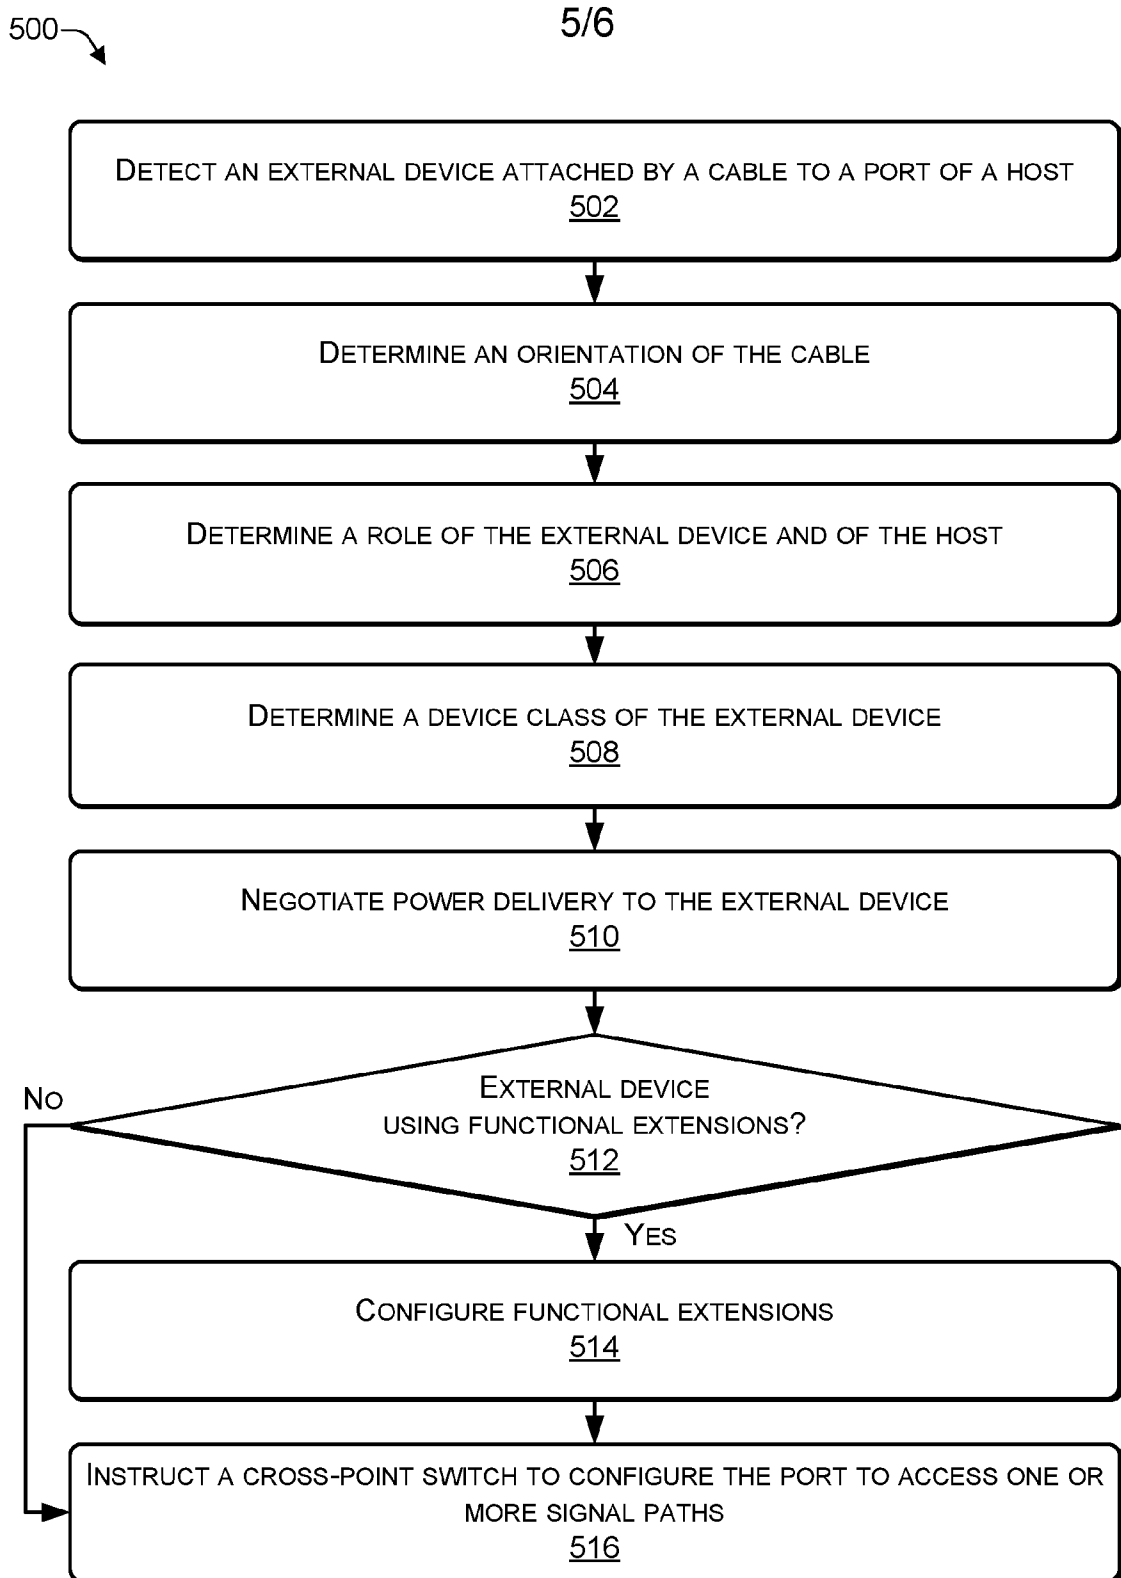 5/6
500
DETECT AN EXTERNAL DEVICE ATTACHED BY A CABLE TO A PORT OF A HOST
502
DETERMINE AN ORIENTATION OF THE CABLE
504
DETERMINE A ROLE OF THE EXTERNAL DEVICE AND OF THE HOST
506
DETERMINE A DEVICE CLASS OF THE EXTERNAL DEVICE
508
NEGOTIATE POWER DELIVERY TO THE EXTERNAL DEVICE
510
EXTERNAL DEVICE
USING FUNCTIONAL EXTENSIONS?
512
NO
YES
CONFIGURE FUNCTIONAL EXTENSIONS
514
INSTRUCT A CROSS-POINT SWITCH TO CONFIGURE THE PORT TO ACCESS ONE OR
MORE SIGNAL PATHS
516